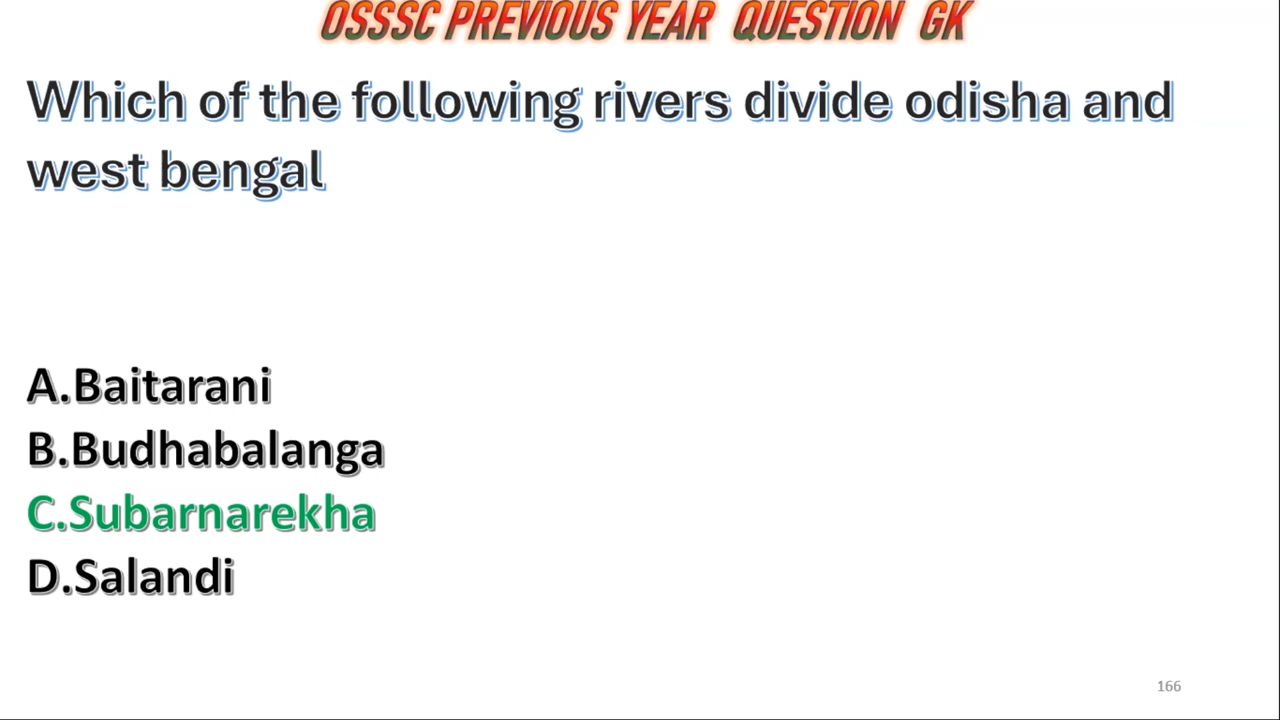 OSSSC PREVIOUS YEAR QUESTION GK
Which of the following rivers divide odisha and
west bengal
A.Baitarani
B.Budhabalanga
C.Subarnarekha
D.Salandi
166